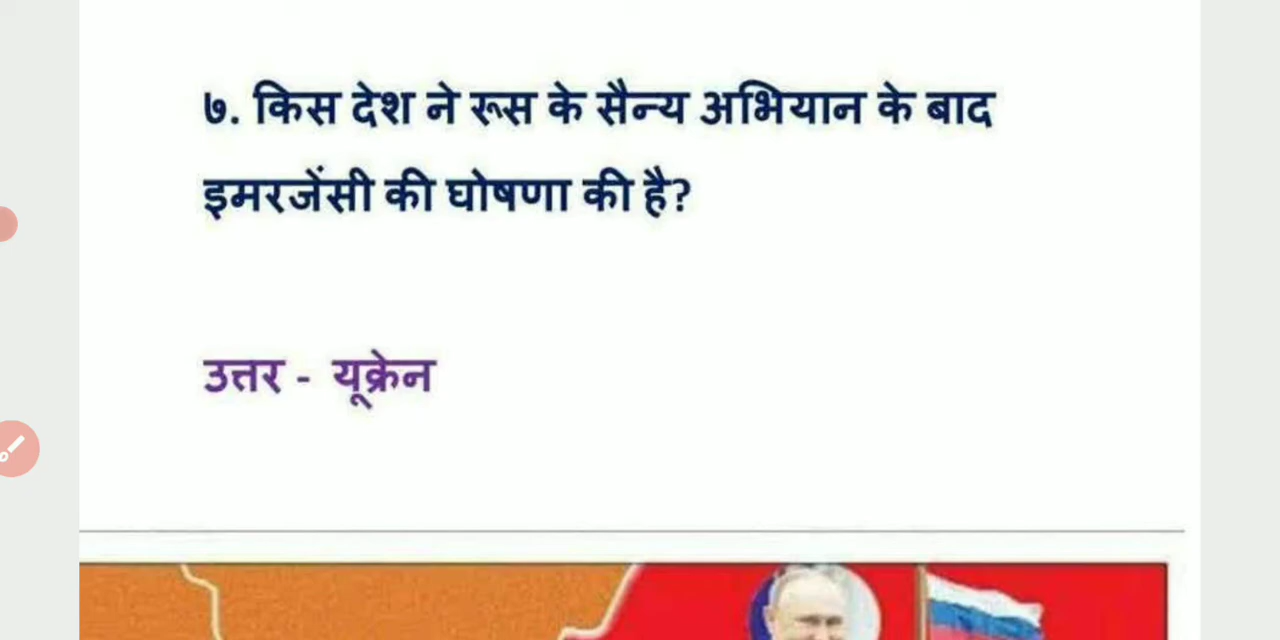 ७. किस देश ने रूस के सैन्य अभियान के बाद
इमरजेंसी की घोषणा की है?
उत्तर - यूक्रेन